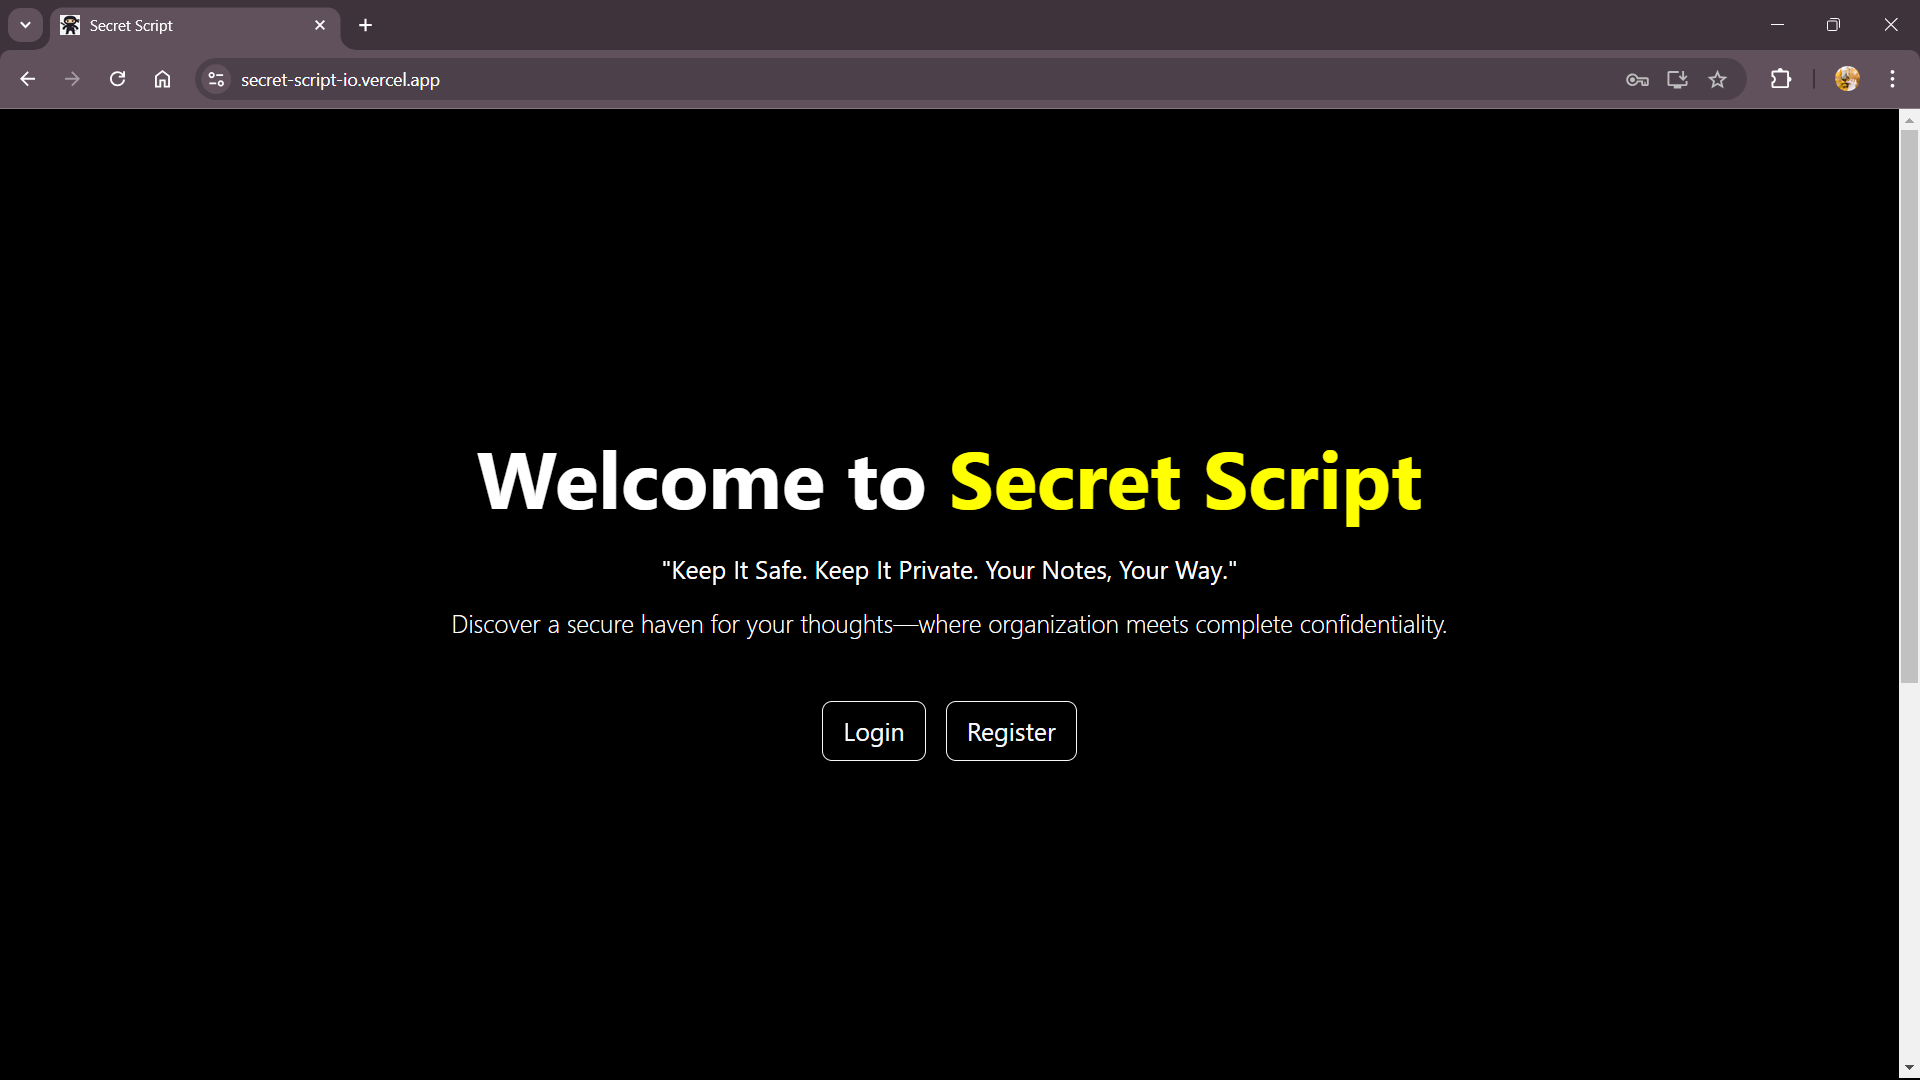 Secret Script
secret-script-io.vercel.app
Welcome to Secret Script
"Keep It Safe. Keep It Private. Your Notes, Your Way."
Discover a secure haven for your thoughts—where organization meets complete confidentiality.
Login
Register